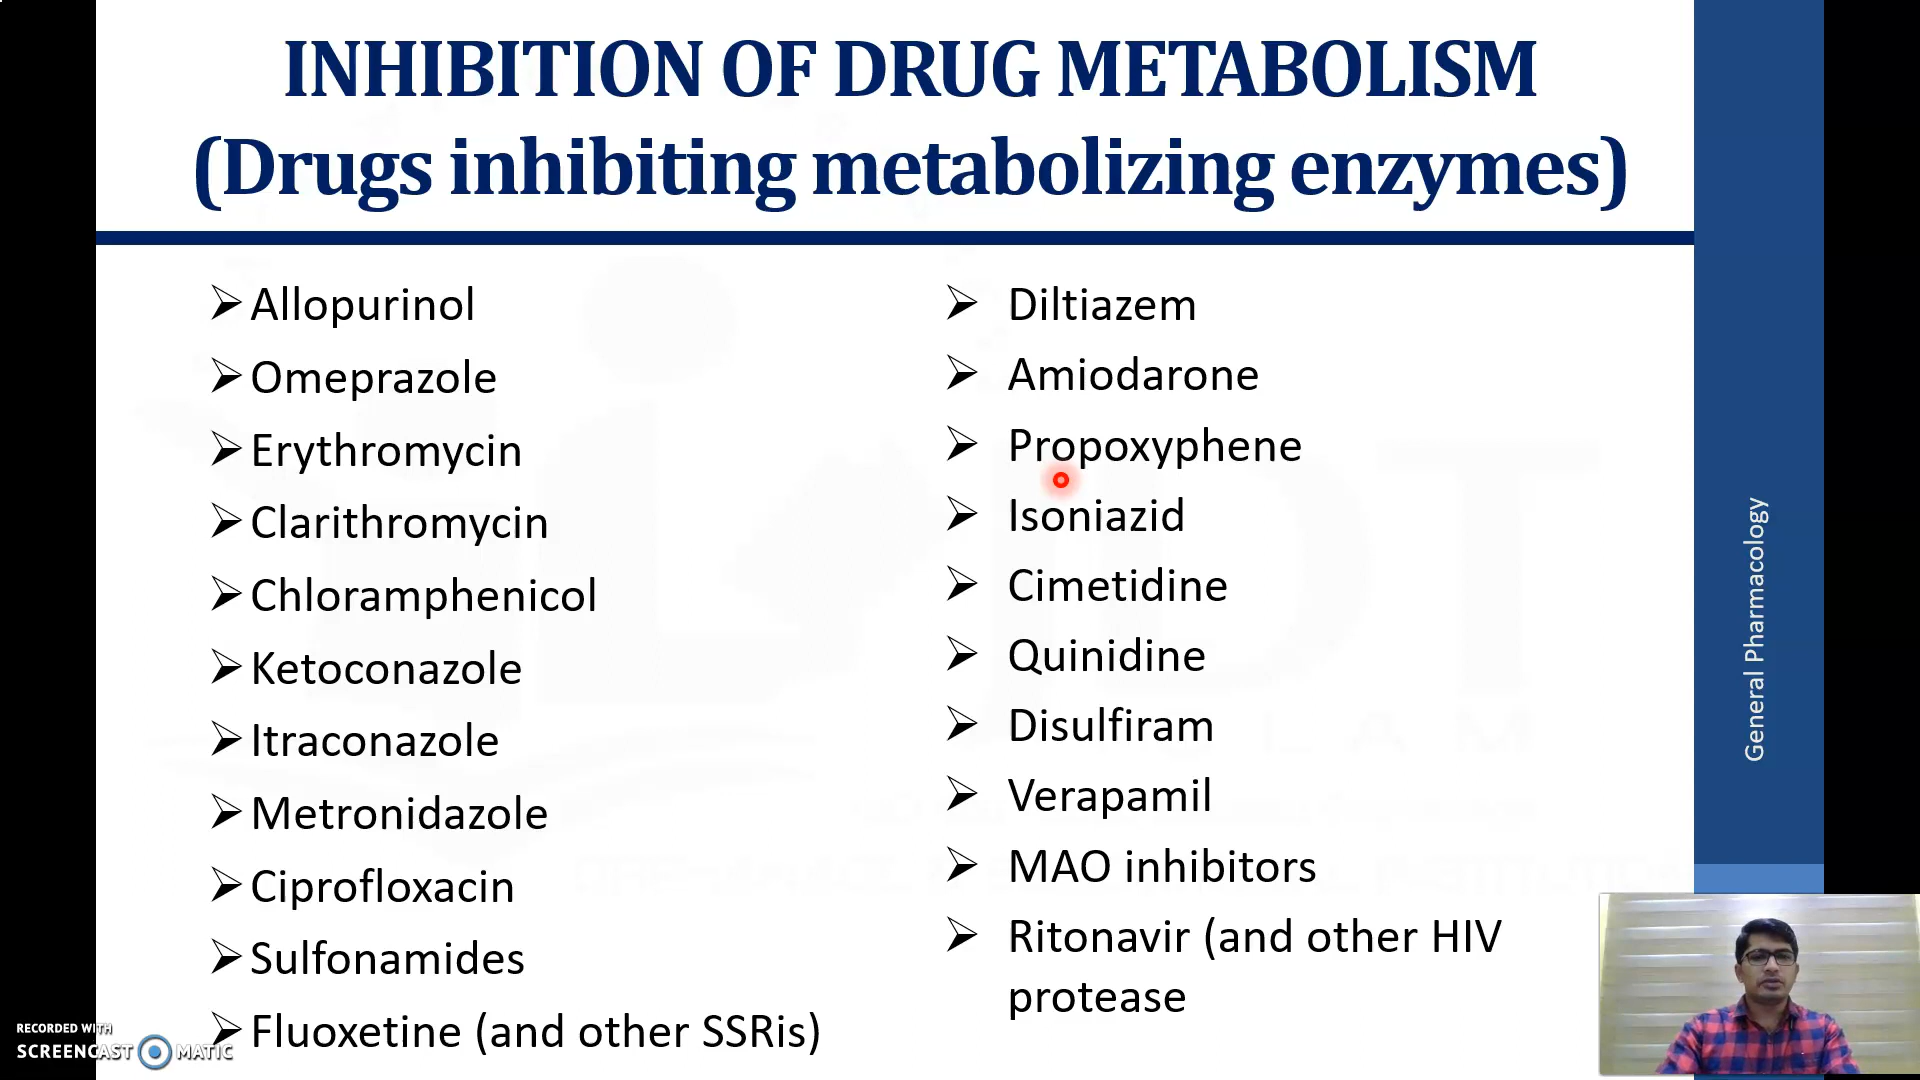 INHIBITION OF DRUG METABOLISM
(Drugs inhibiting metabolizing enzymes)
Allopurinol
Omeprazole
Erythromycin
Clarithromycin
Chloramphenicol
Ketoconazole
Itraconazole
Metronidazole
Ciprofloxacin
Sulfonamides
Fluoxetine (and other SSRis)
Diltiazem
Amiodarone
Propoxyphene
Isoniazid
Cimetidine
Quinidine
Disulfiram
Verapamil
MAO inhibitors
Ritonavir (and other HIV
protease
General Pharmacology
RECORDED WITH
SCREENCAST MATIC